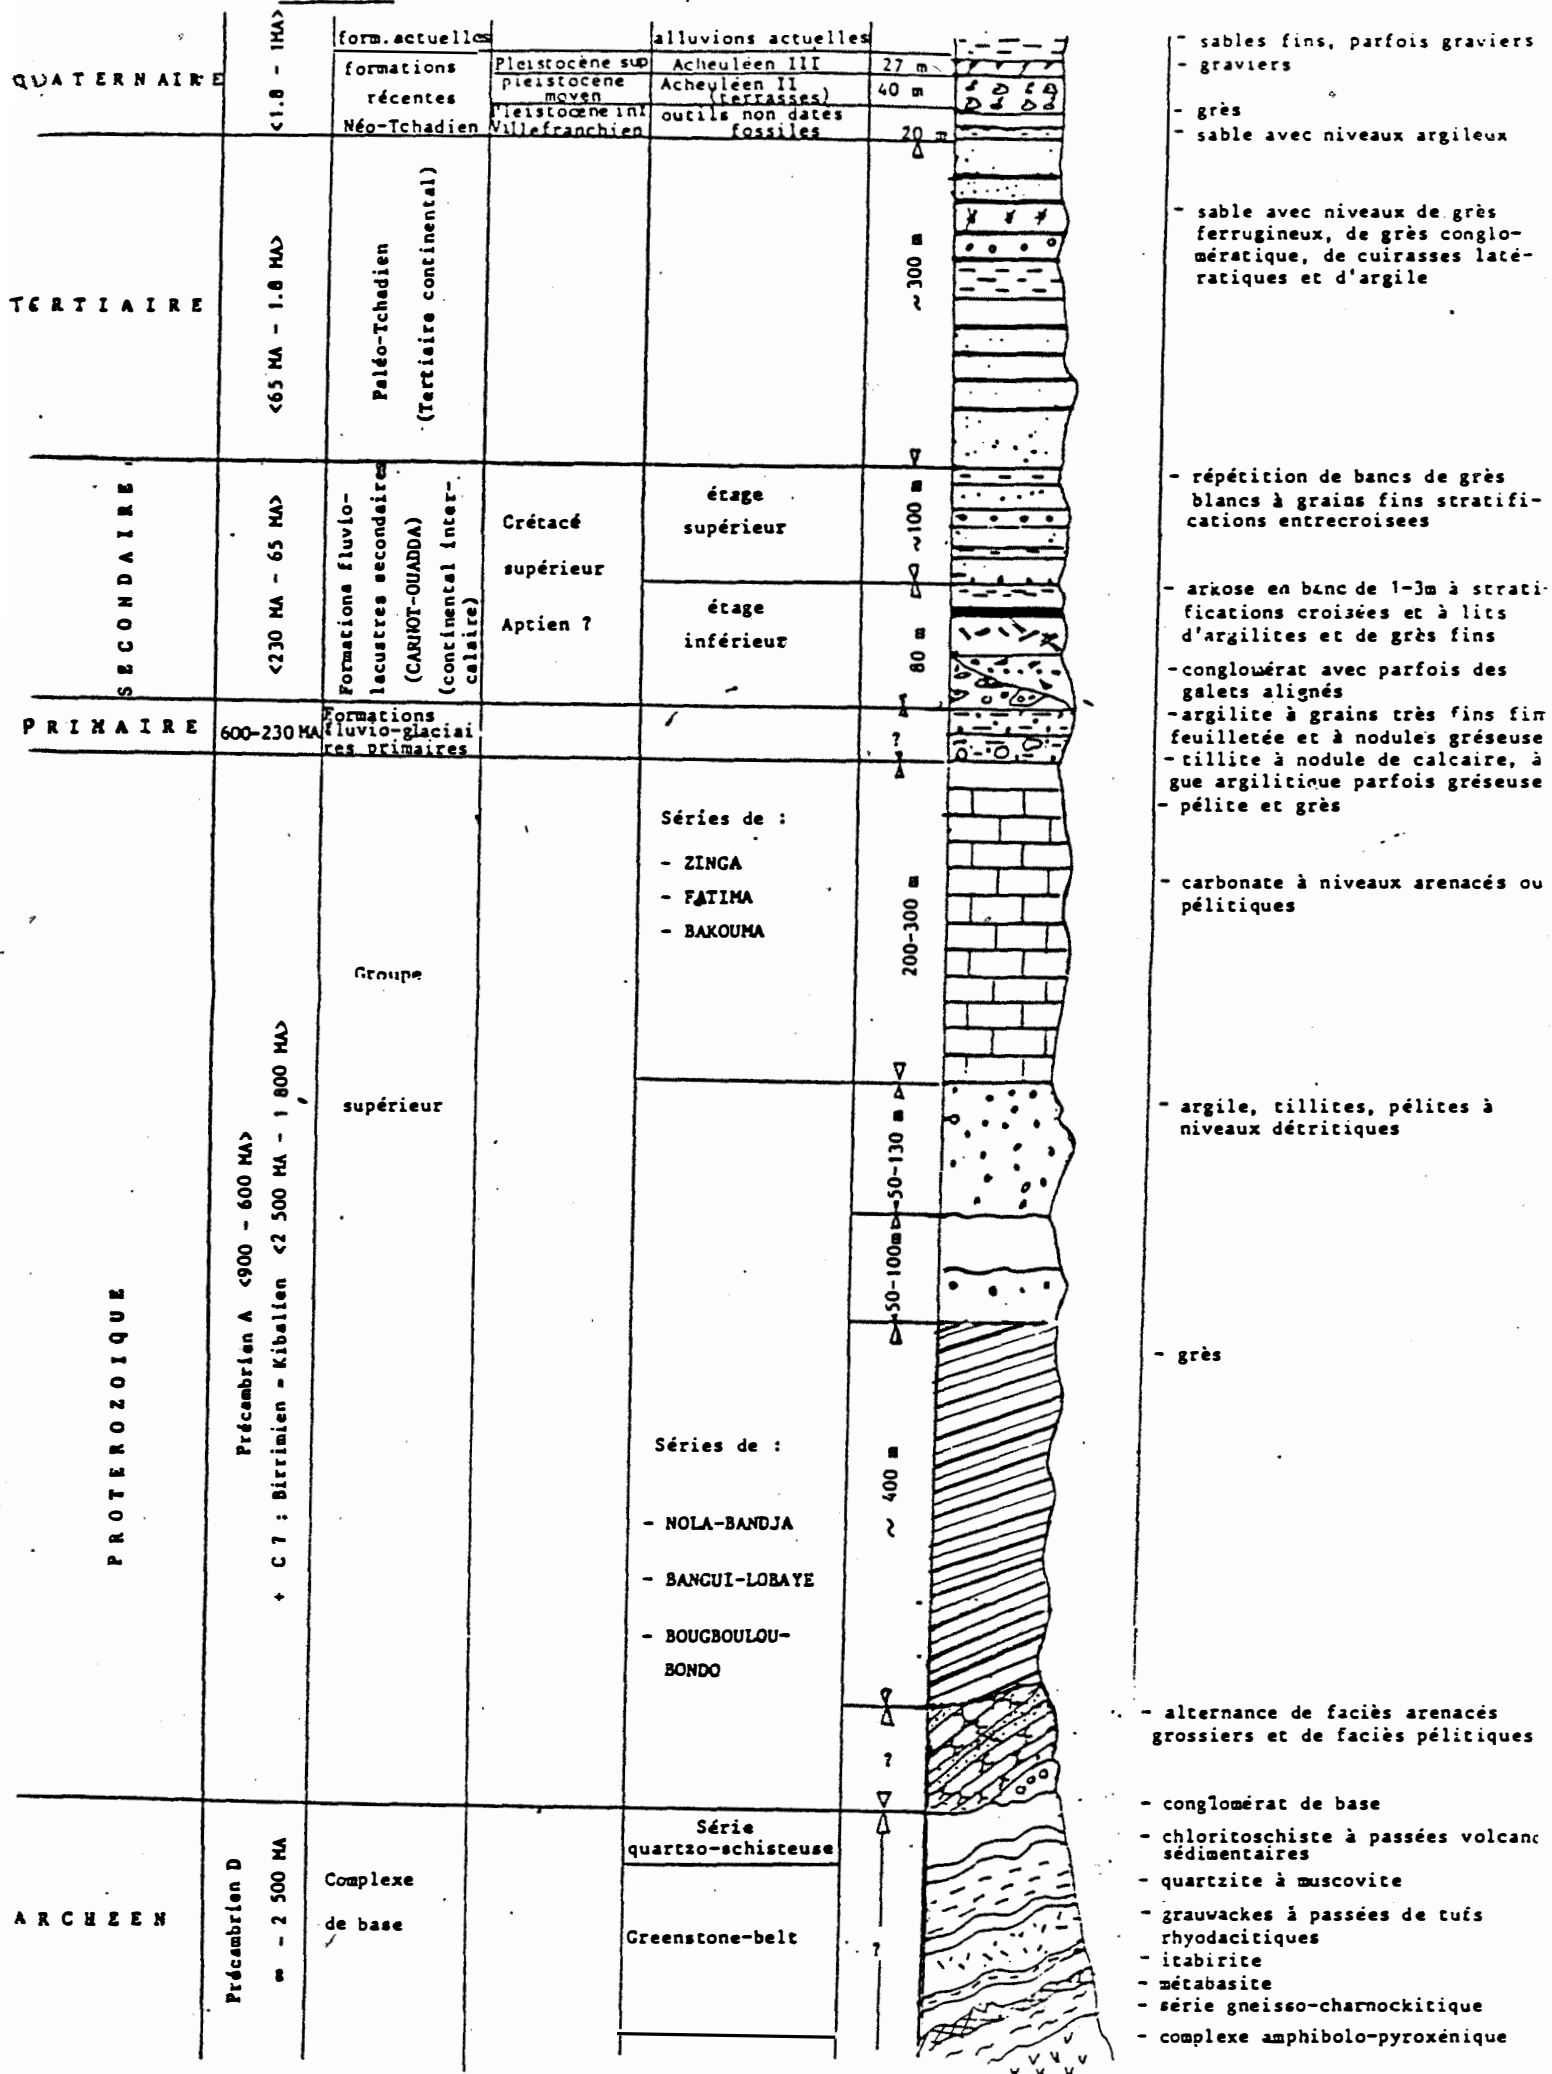 QUATERNAIRE
<1.8 - 1MA>
form.actuelles
alluvions actuelles
formations
récentes
Néo-Tchadien
Pleistocène sup
Acheuléen III
27 m
pleistocène
moyen
Acheuléen II
(terrasses)
40 m
Pleistocène inf
Villefranchien
outils non dates
fossiles
20 m
- sables fins, parfois graviers
- graviers
- grès
- sable avec niveaux argileux
TERTIAIRE
<65 MA - 1.8 MA>
Paléo-Tchadien
(Tertiaire continental)
~300 m
- sable avec niveaux de grès
ferrugineux, de grès conglo-
mératique, de cuirasses laté-
ratiques et d'argile
SECONDAIRE
<230 MA - 65 MA>
Formations fluvio-
lacustres secondaires
(CARNOT-OUADDA)
(continental inter-
calaire)
Crétacé
supérieur
Aptien ?
étage
supérieur
~100 m
étage
inférieur
80 m
- répétition de bancs de grès
blancs à grains fins stratifi-
cations entrecroisees
- arkose en banc de 1-3m à strati-
fications croisées et à lits
d'argilites et de grès fins
- conglomérat avec parfois des
galets alignés
PRIMAIRE
600-230 MA
Formations
fluvio-glaciai
res primaires
?
- argilite à grains très fins fin
feuilletée et à nodules gréseuse
- tillite à nodule de calcaire, à
gue argilitique parfois gréseuse
- pélite et grès
PROTEROZOIQUE
Précambrien A <900 - 600 MA>
+ C 7 : Birrimien = Kibalien <2 500 MA - 1 800 MA>
Groupe
supérieur
Séries de :
- ZINGA
- FATIMA
- BAKOUMA
200-300 m
- carbonate à niveaux arenacés ou
pélitiques
50-130 m
- argile, tillites, pélites à
niveaux détritiques
50-100m
Séries de :
- NOLA-BANDJA
- BANGUI-LOBAYE
- BOUGBOULOU-
BONDO
~ 400 m
- grès
?
- alternance de faciès arenacés
grossiers et de faciès pélitiques
- conglomérat de base
ARCHEEN
Précambrien D
∞ - 2 500 MA
Complexe
de base
Série
quartzo-schisteuse
Greenstone-belt
?
- chloritoschiste à passées volcanc
sédimentaires
- quartzite à muscovite
- grauwackes à passées de tufs
rhyodacitiques
- itabirite
- métabasite
- série gneisso-charnockitique
- complexe amphibolo-pyroxénique